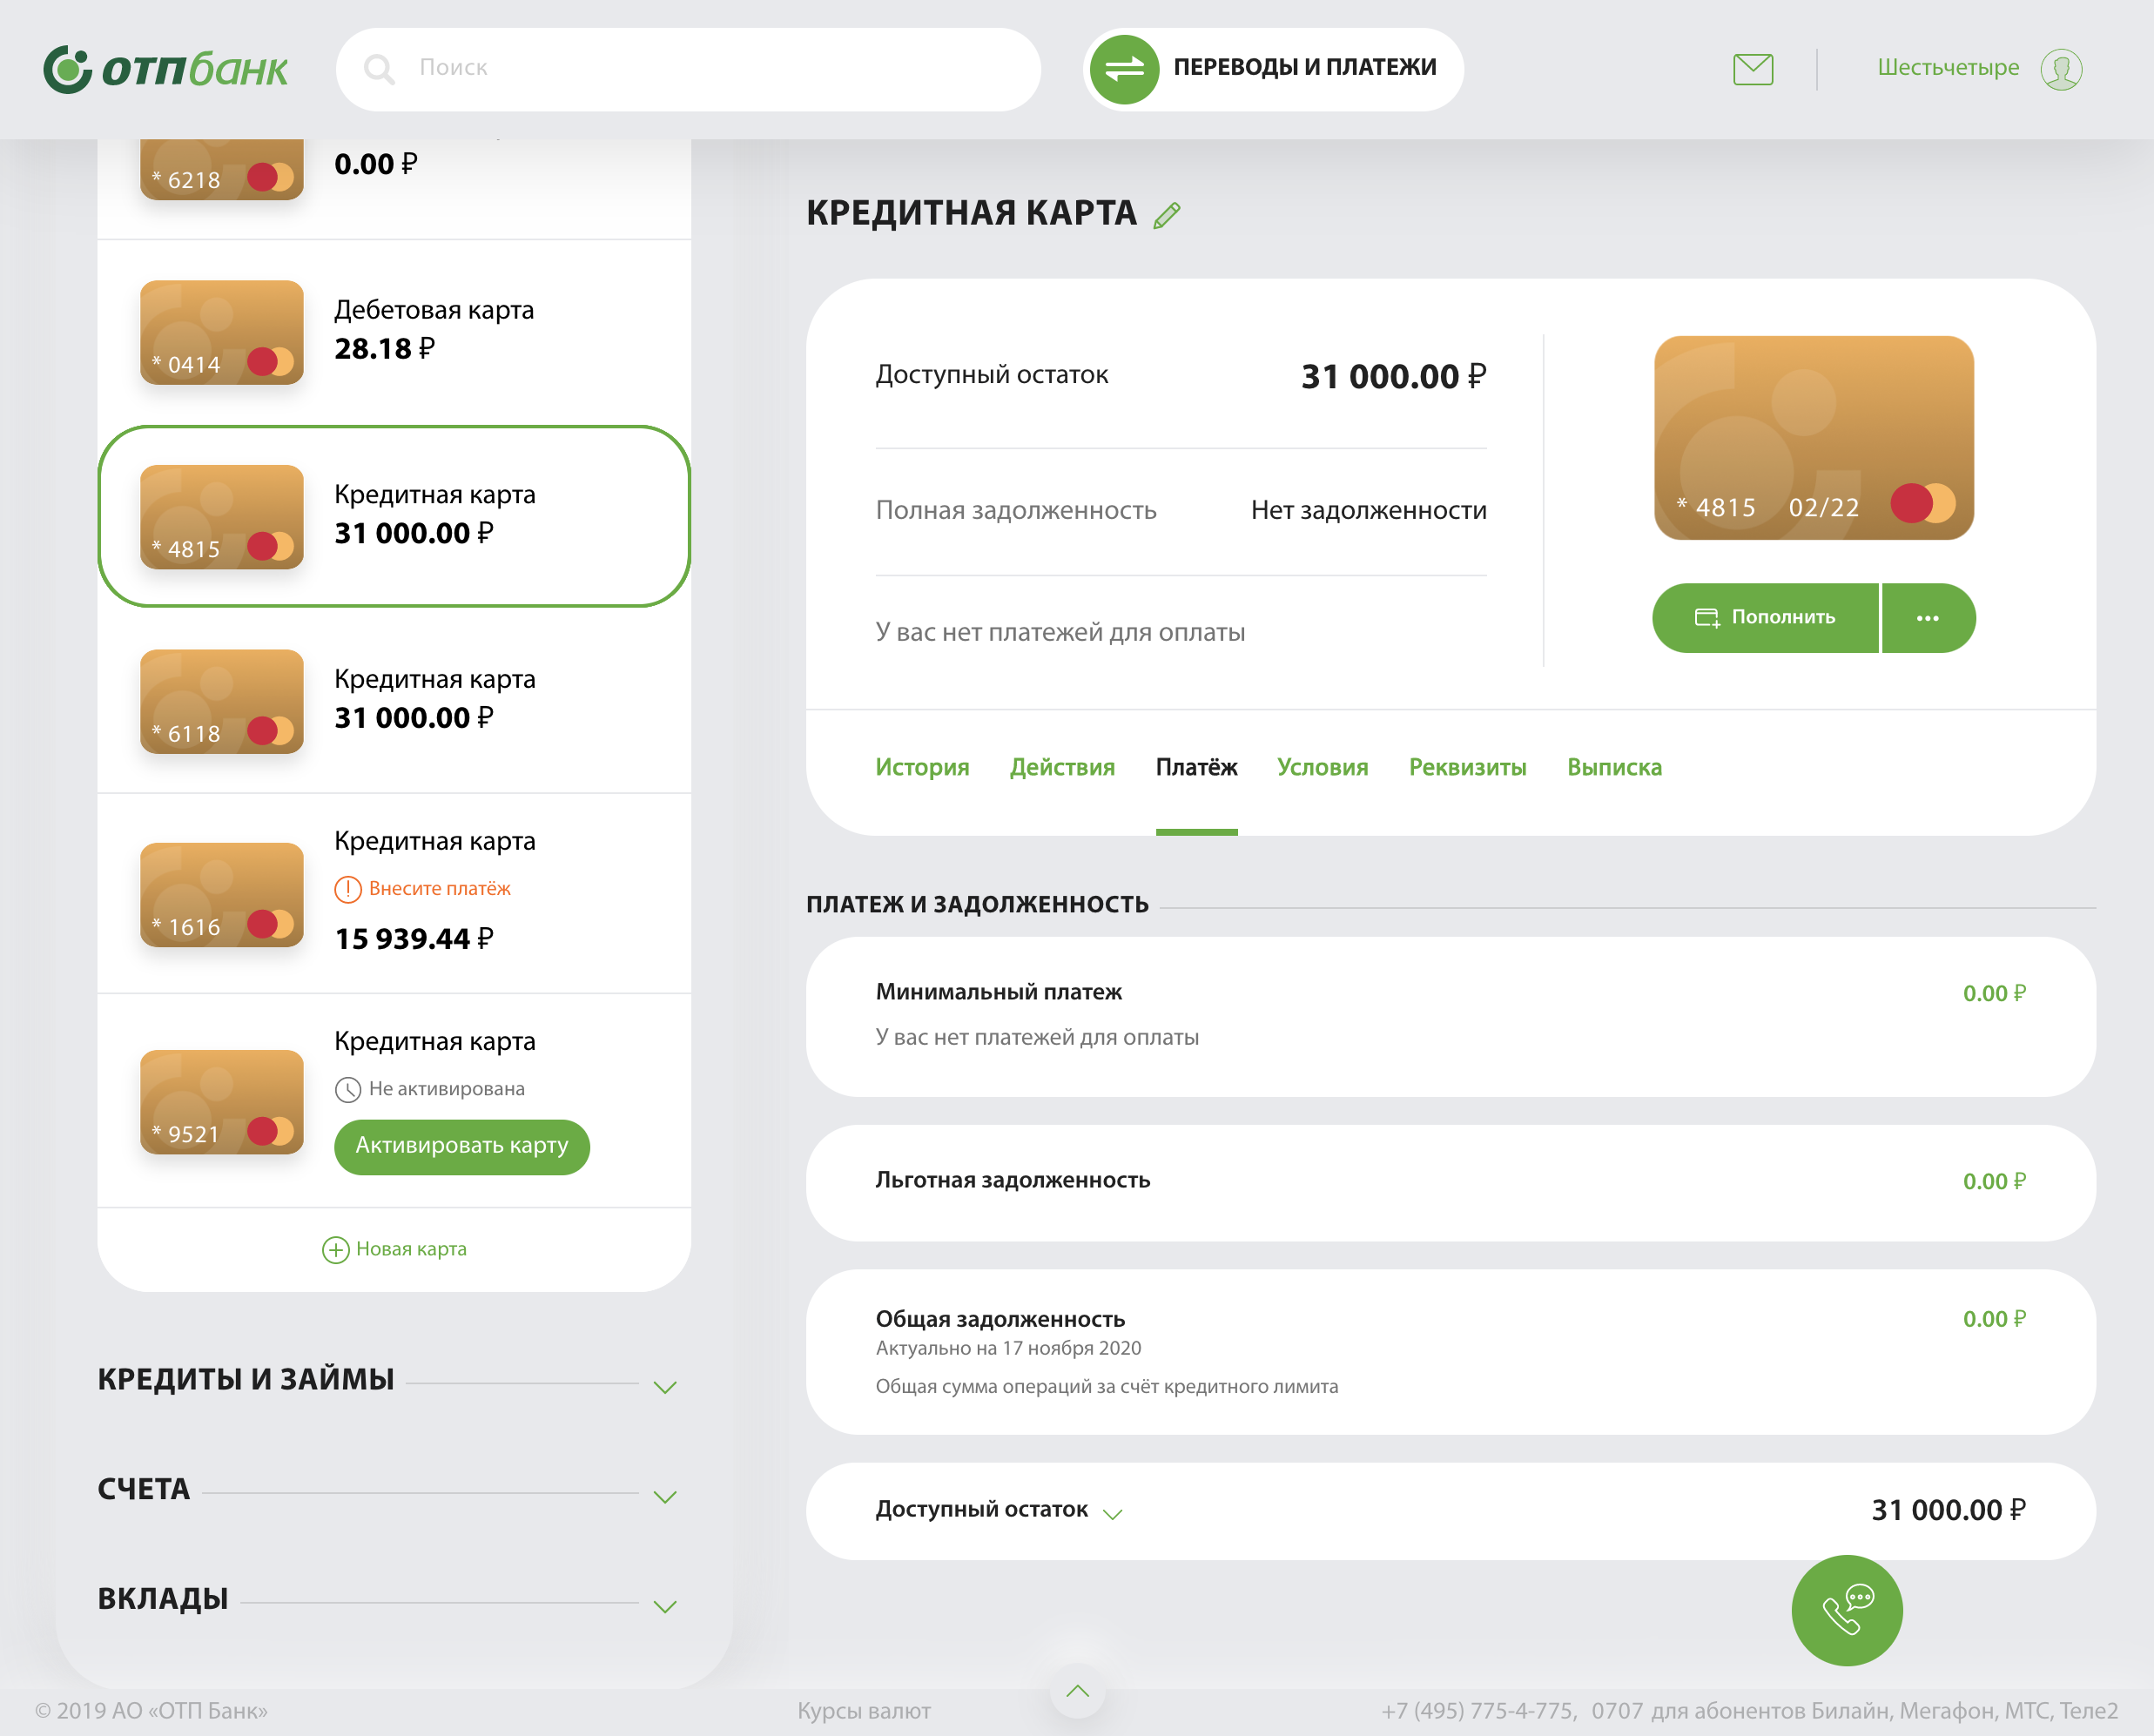 ОТПбанк
Поиск
ПЕРЕВОДЫ И ПЛАТЕЖИ
Шестьчетыре
* 6218
0.00 ₽
Дебетовая карта
28.18 ₽
* 0414
Кредитная карта
31 000.00 ₽
* 4815
Кредитная карта
31 000.00 ₽
* 6118
Кредитная карта
Внесите платёж
15 939.44 ₽
* 1616
Кредитная карта
Не активирована
* 9521
Активировать карту
Новая карта
КРЕДИТЫ И ЗАЙМЫ
СЧЕТА
ВКЛАДЫ
КРЕДИТНАЯ КАРТА
Доступный остаток 31 000.00 ₽
Полная задолженность Нет задолженности
У вас нет платежей для оплаты
* 4815 02/22
Пополнить
История Действия Платёж Условия Реквизиты Выписка
ПЛАТЕЖ И ЗАДОЛЖЕННОСТЬ
Минимальный платеж 0.00 ₽
У вас нет платежей для оплаты
Льготная задолженность 0.00 ₽
Общая задолженность 0.00 ₽
Актуально на 17 ноября 2020
Общая сумма операций за счёт кредитного лимита
Доступный остаток 31 000.00 ₽
© 2019 АО «ОТП Банк» Курсы валют +7 (495) 775-4-775, 0707 для абонентов Билайн, Мегафон, МТС, Теле2